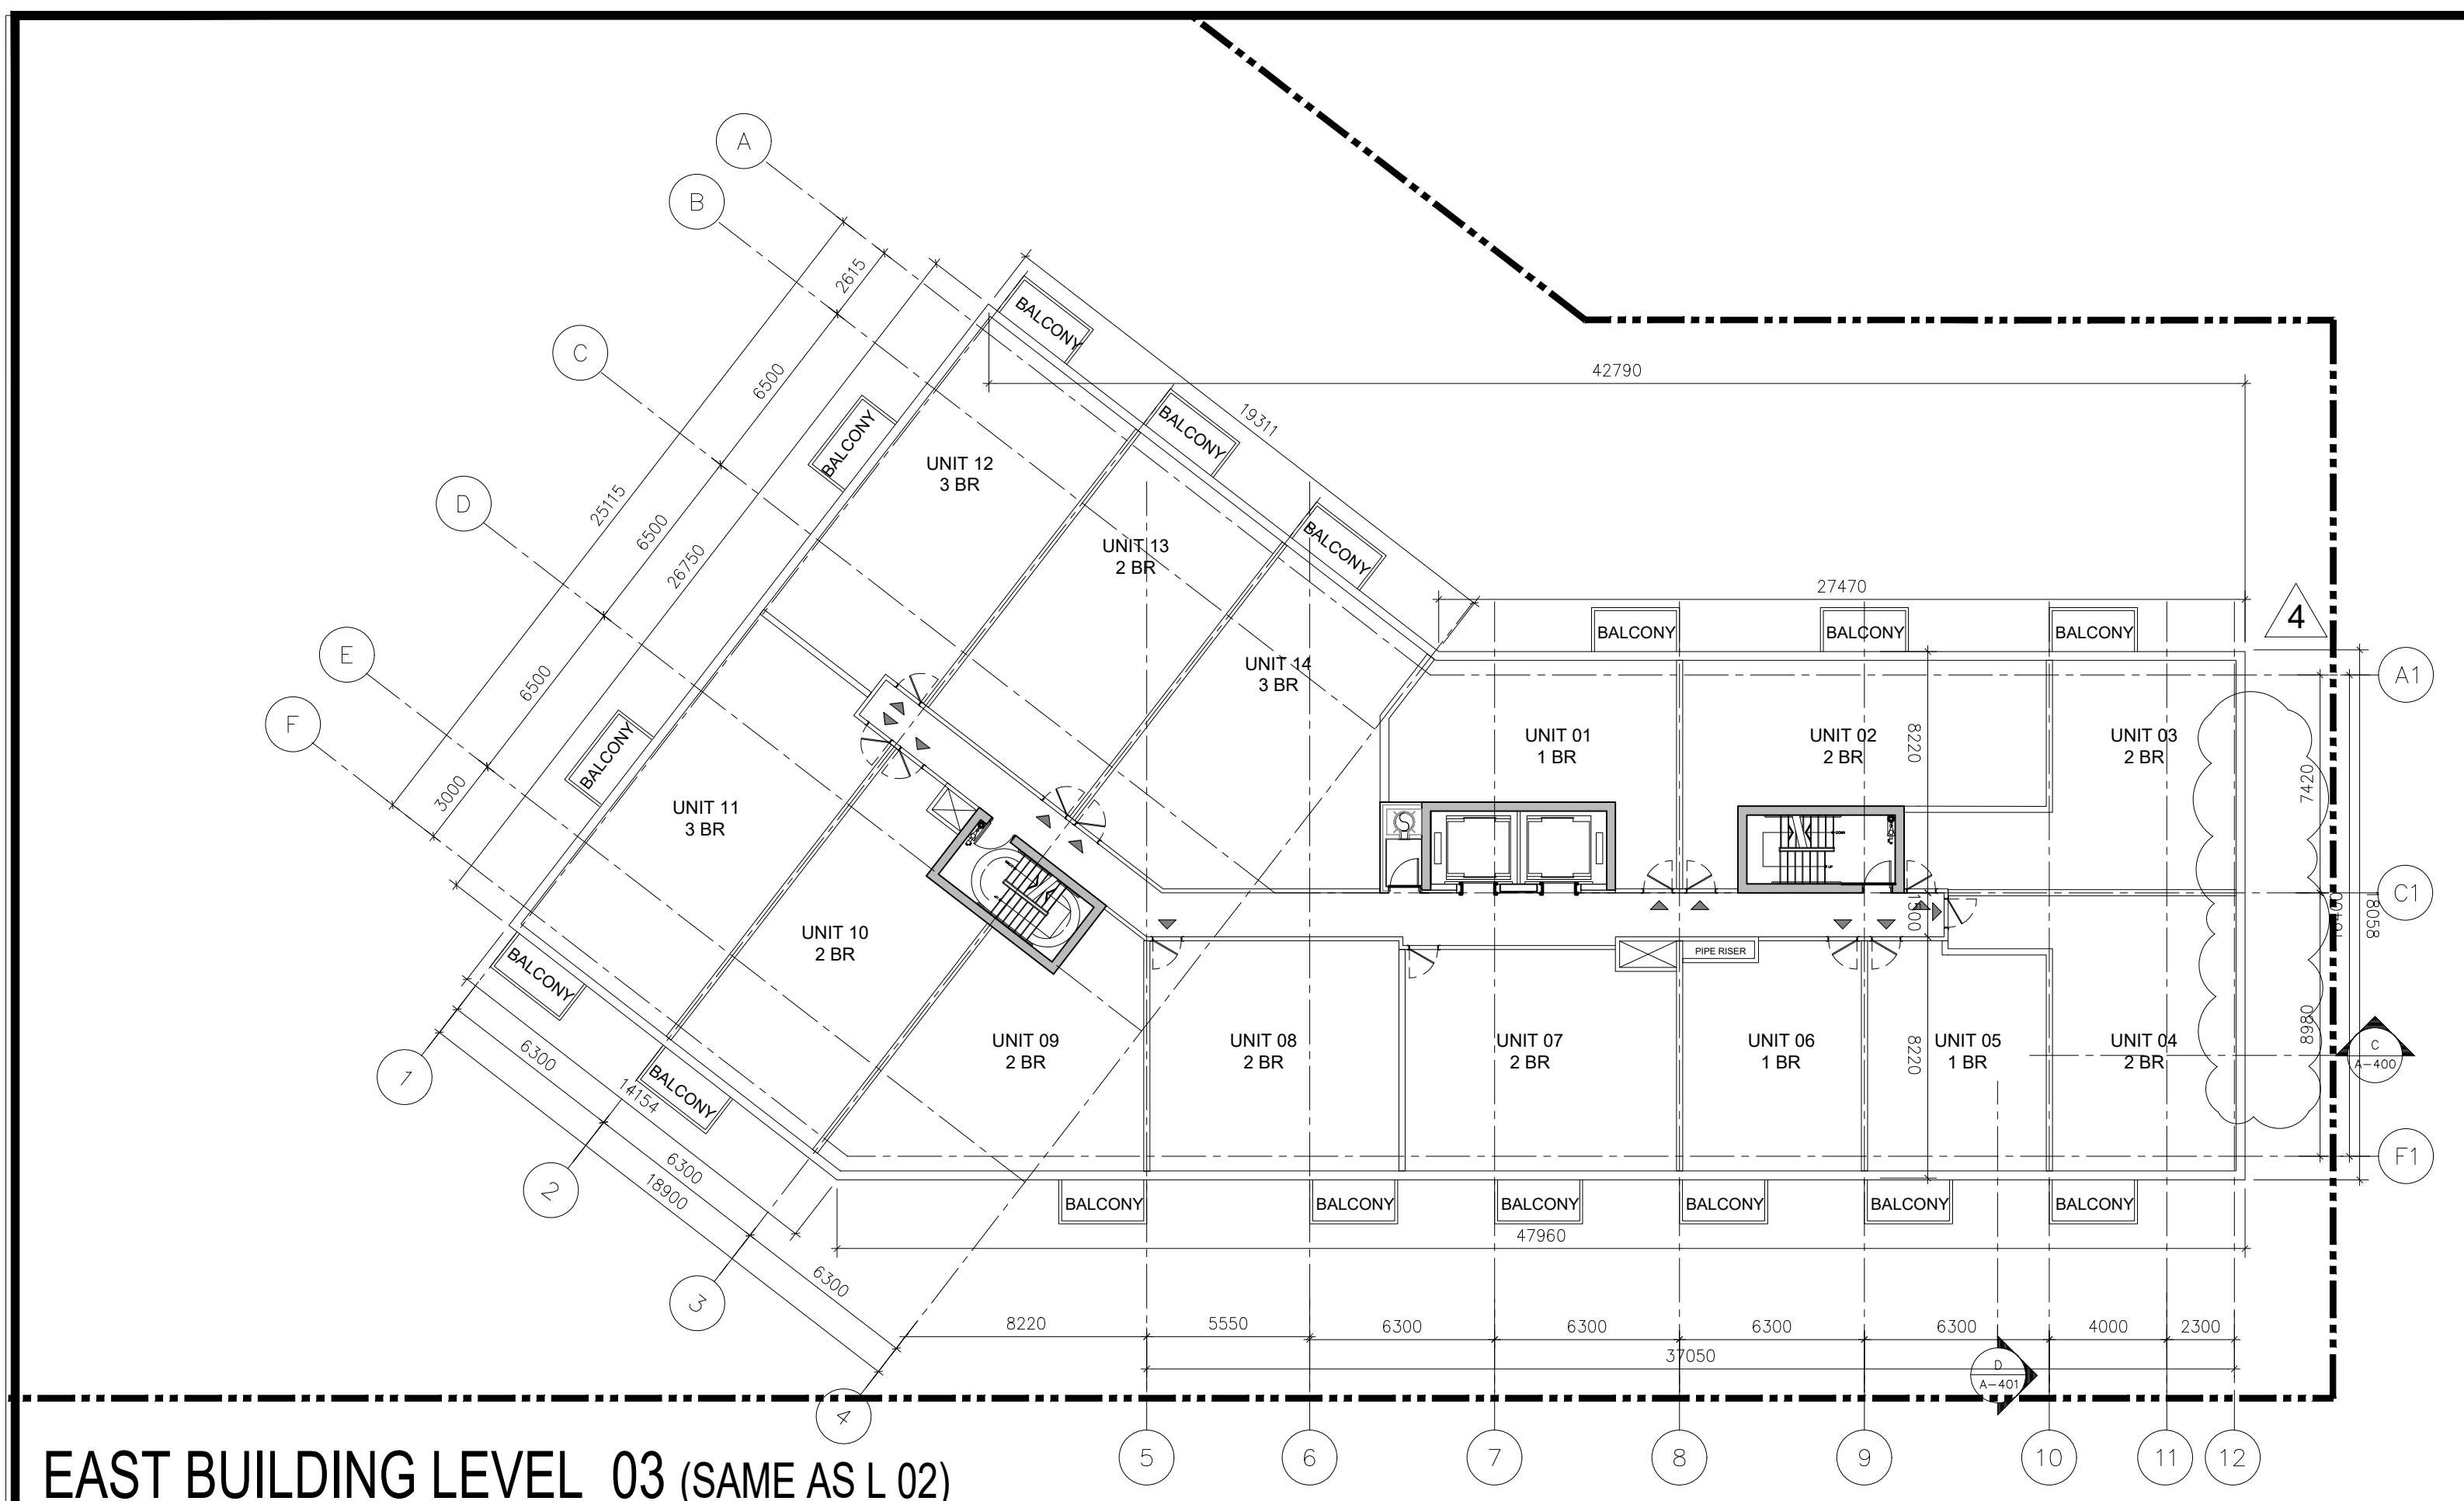 A
B
C
D
E
F
2615
6500
6500
6500
3000
25115
26750
BALCONY
BALCONY
BALCONY
BALCONY
BALCONY
BALCONY
BALCONY
19311
42790
27470
UNIT 12
3 BR
UNIT 13
2 BR
UNIT 14
3 BR
UNIT 11
3 BR
UNIT 10
2 BR
UNIT 09
2 BR
UNIT 08
2 BR
UNIT 07
2 BR
UNIT 06
1 BR
UNIT 05
1 BR
UNIT 04
2 BR
UNIT 01
1 BR
UNIT 02
2 BR
UNIT 03
2 BR
BALCONY
BALCONY
BALCONY
4
A1
C1
F1
8220
7420
8980
8220
16400
8058
PIPE RISER
C
A-400
BALCONY
BALCONY
BALCONY
BALCONY
BALCONY
BALCONY
47960
6300
14154
6300
18900
6300
8220
5550
6300
6300
6300
6300
4000
2300
37050
D
A-401
1
2
3
4
5
6
7
8
9
10
11
12
EAST BUILDING LEVEL 03 (SAME AS L 02)